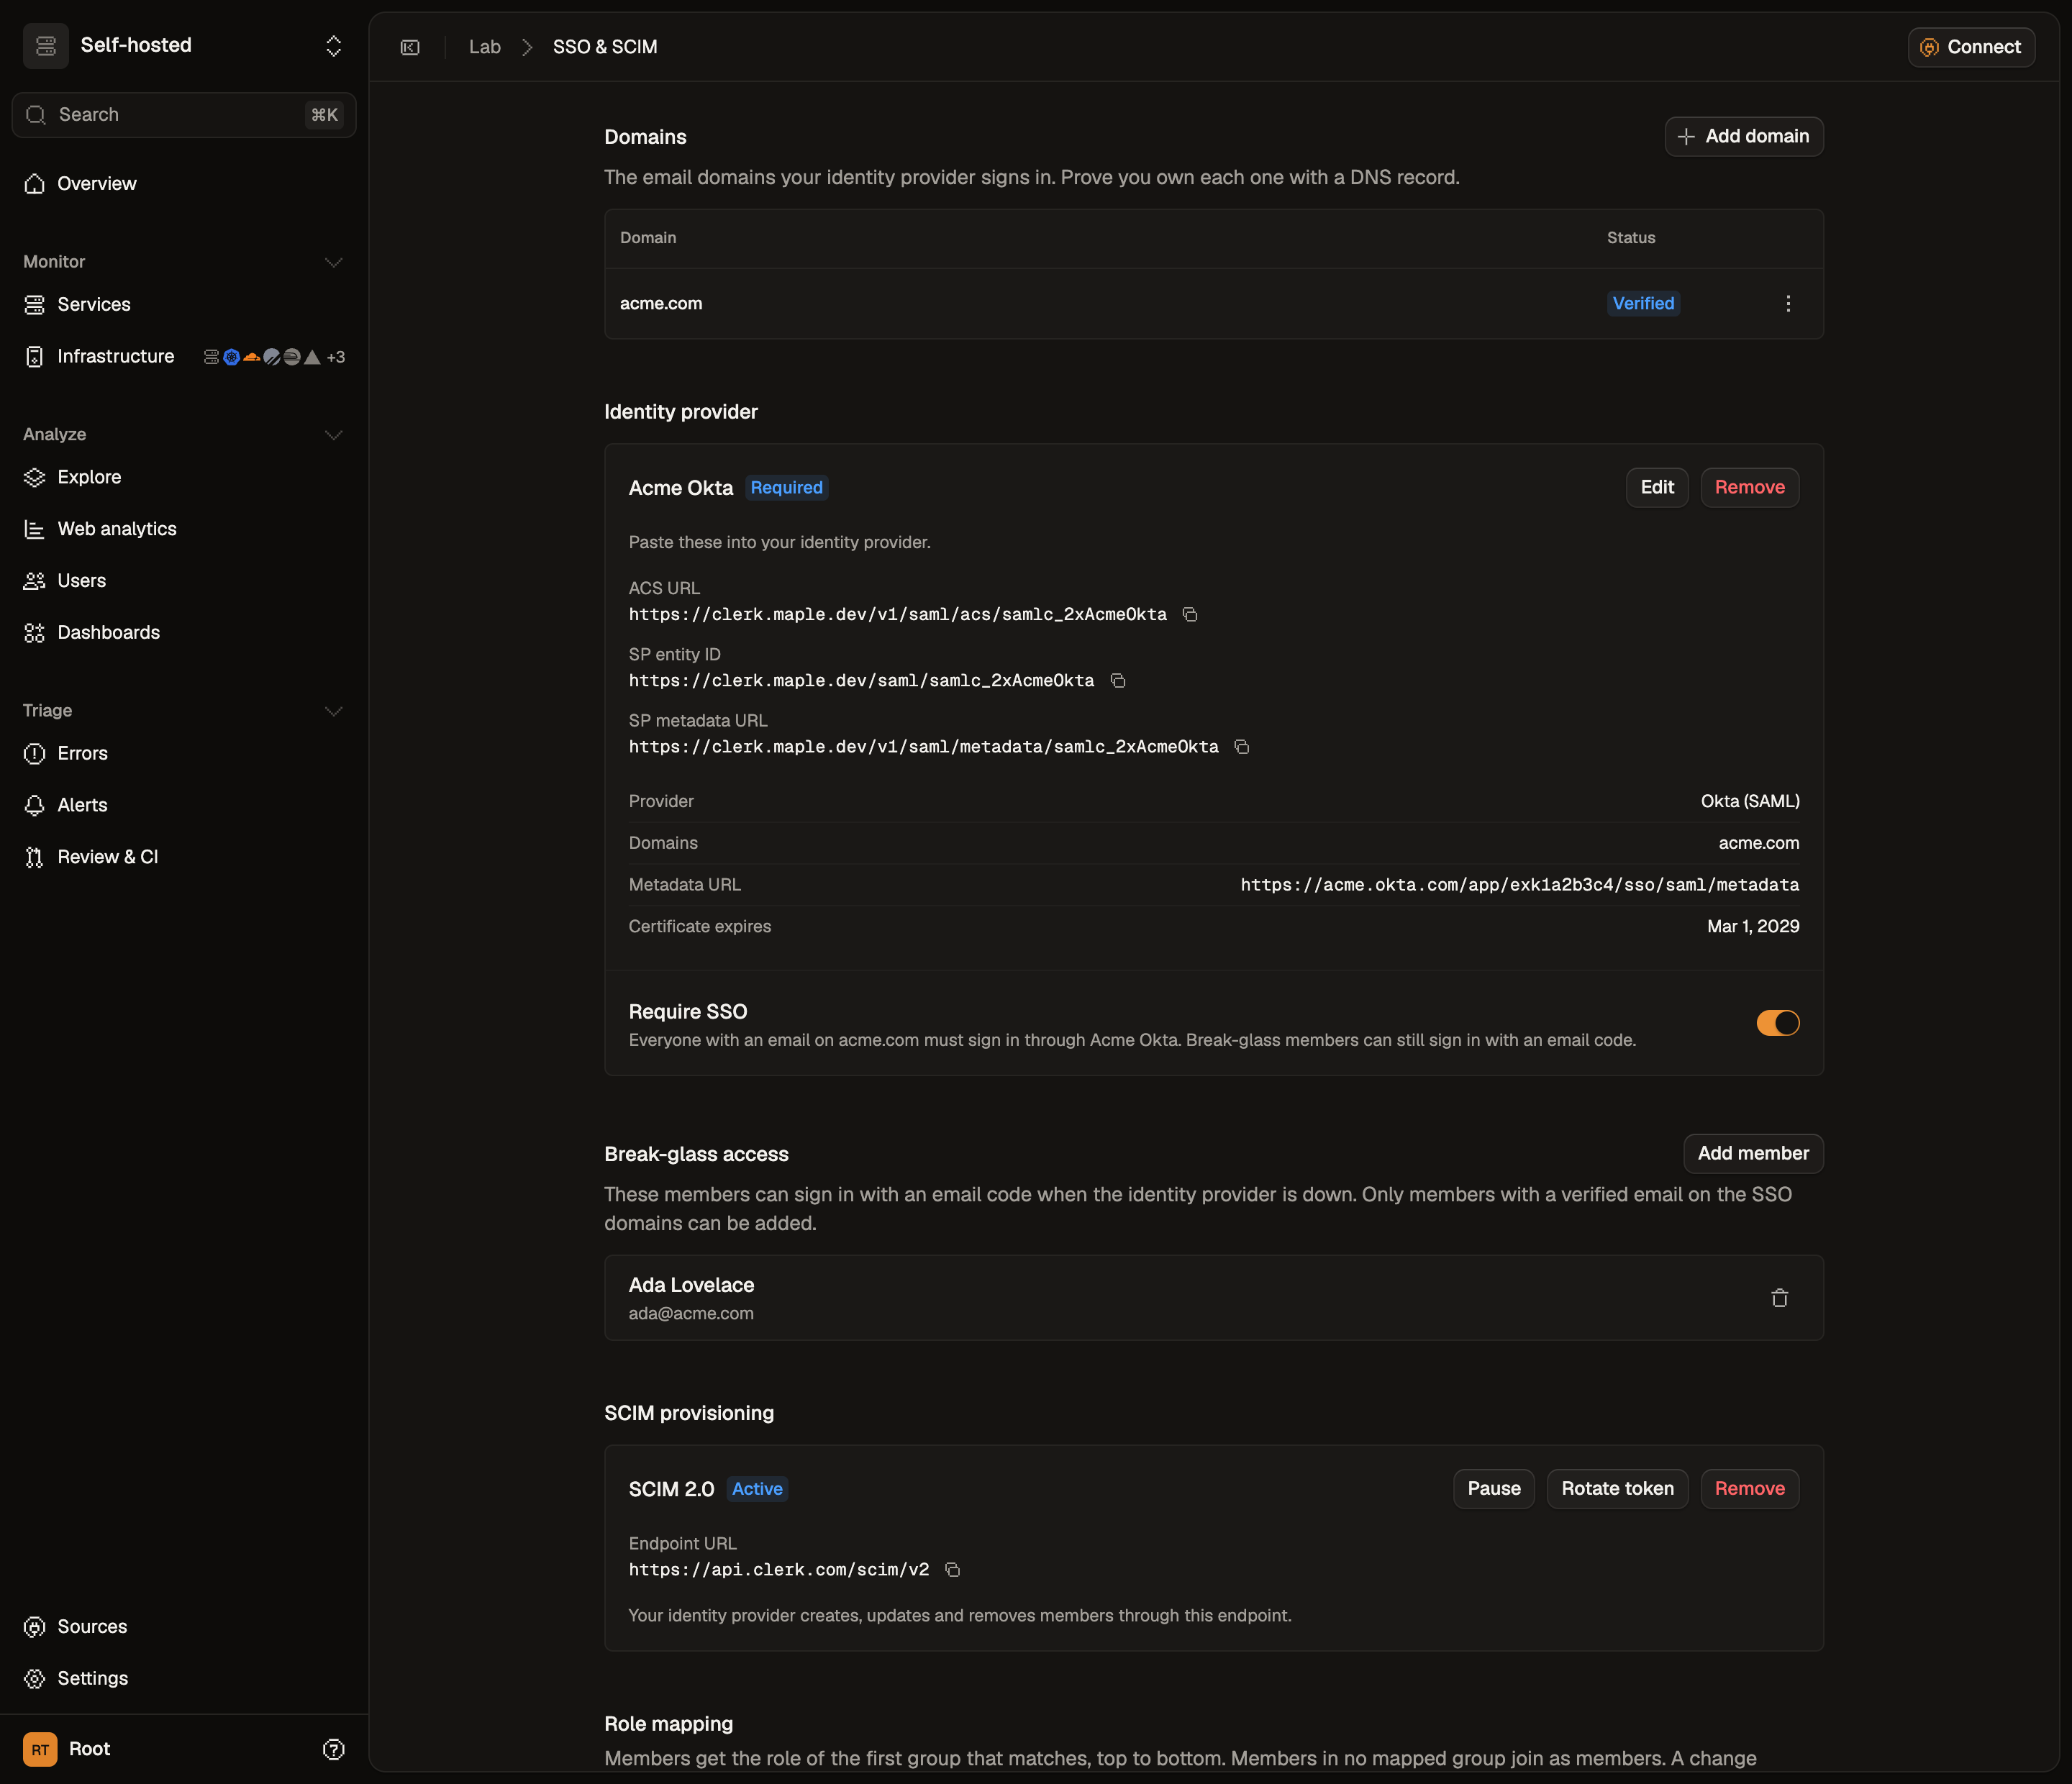 Self-hosted
Search
⌘K
Overview
Monitor
Services
Infrastructure
+3
Analyze
Explore
Web analytics
Users
Dashboards
Triage
Errors
Alerts
Review & CI
Sources
Settings
RT
Root
Lab
SSO & SCIM
Connect
Domains
Add domain
The email domains your identity provider signs in. Prove you own each one with a DNS record.
Domain
Status
acme.com
Verified
Identity provider
Acme Okta
Required
Edit
Remove
Paste these into your identity provider.
ACS URL
https://clerk.maple.dev/v1/saml/acs/samlc_2xAcmeOkta
SP entity ID
https://clerk.maple.dev/saml/samlc_2xAcmeOkta
SP metadata URL
https://clerk.maple.dev/v1/saml/metadata/samlc_2xAcmeOkta
Provider
Okta (SAML)
Domains
acme.com
Metadata URL
https://acme.okta.com/app/exk1a2b3c4/sso/saml/metadata
Certificate expires
Mar 1, 2029
Require SSO
Everyone with an email on acme.com must sign in through Acme Okta. Break-glass members can still sign in with an email code.
Break-glass access
Add member
These members can sign in with an email code when the identity provider is down. Only members with a verified email on the SSO
domains can be added.
Ada Lovelace
ada@acme.com
SCIM provisioning
SCIM 2.0
Active
Pause
Rotate token
Remove
Endpoint URL
https://api.clerk.com/scim/v2
Your identity provider creates, updates and removes members through this endpoint.
Role mapping
Members get the role of the first group that matches, top to bottom. Members in no mapped group join as members. A change